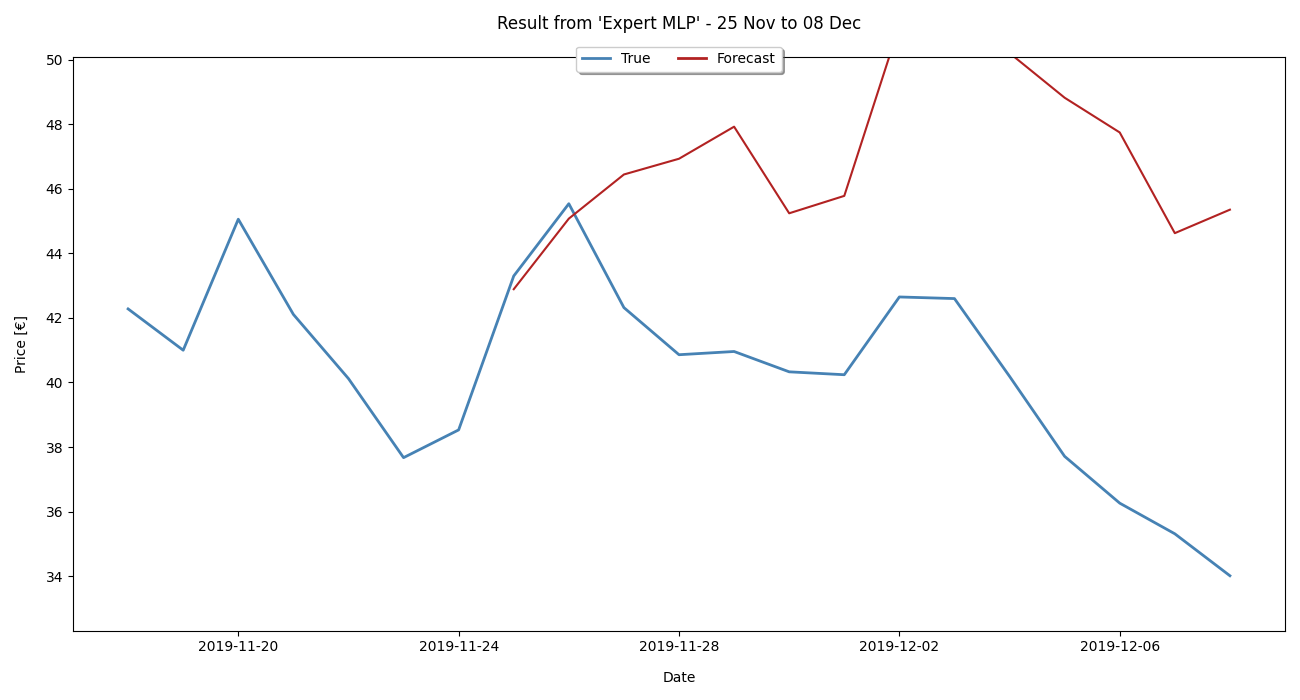 Result from 'Expert MLP' - 25 Nov to 08 Dec
True Forecast
50
48
46
44
42
40
38
36
34
Price [€]
2019-11-20 2019-11-24 2019-11-28 2019-12-02 2019-12-06
Date